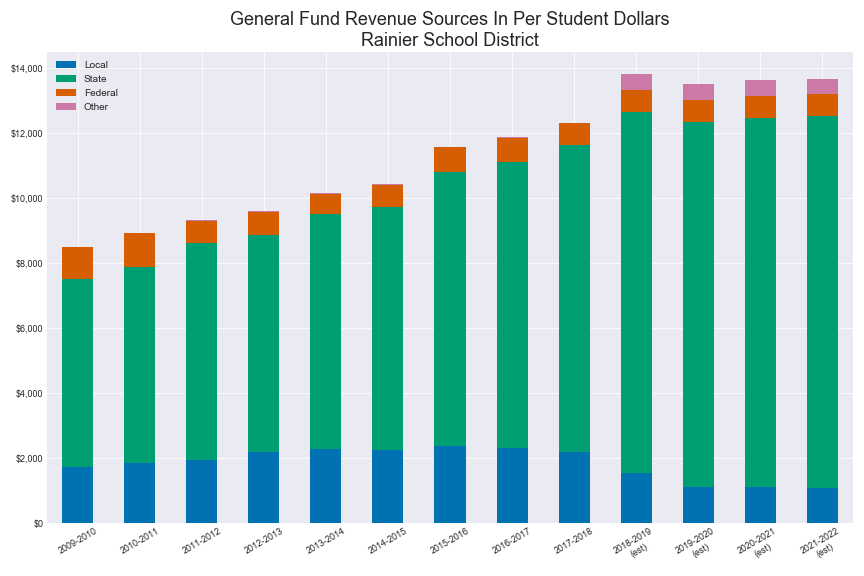 General Fund Revenue Sources In Per Student Dollars
Rainier School District
Local
State
Federal
Other
$14,000
$12,000
$10,000
$8,000
$6,000
$4,000
$2,000
$0
2009-2010
2010-2011
2011-2012
2012-2013
2013-2014
2014-2015
2015-2016
2016-2017
2017-2018
2018-2019
(est)
2019-2020
(est)
2020-2021
(est)
2021-2022
(est)